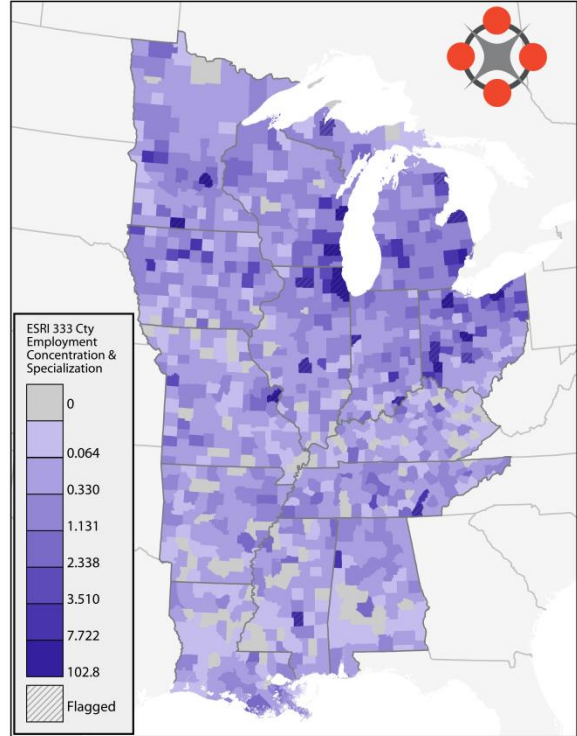 ESRI 333 Cty
Employment
Concentration &
Specialization
0
0.064
0.330
1.131
2.338
3.510
7.722
102.8
Flagged